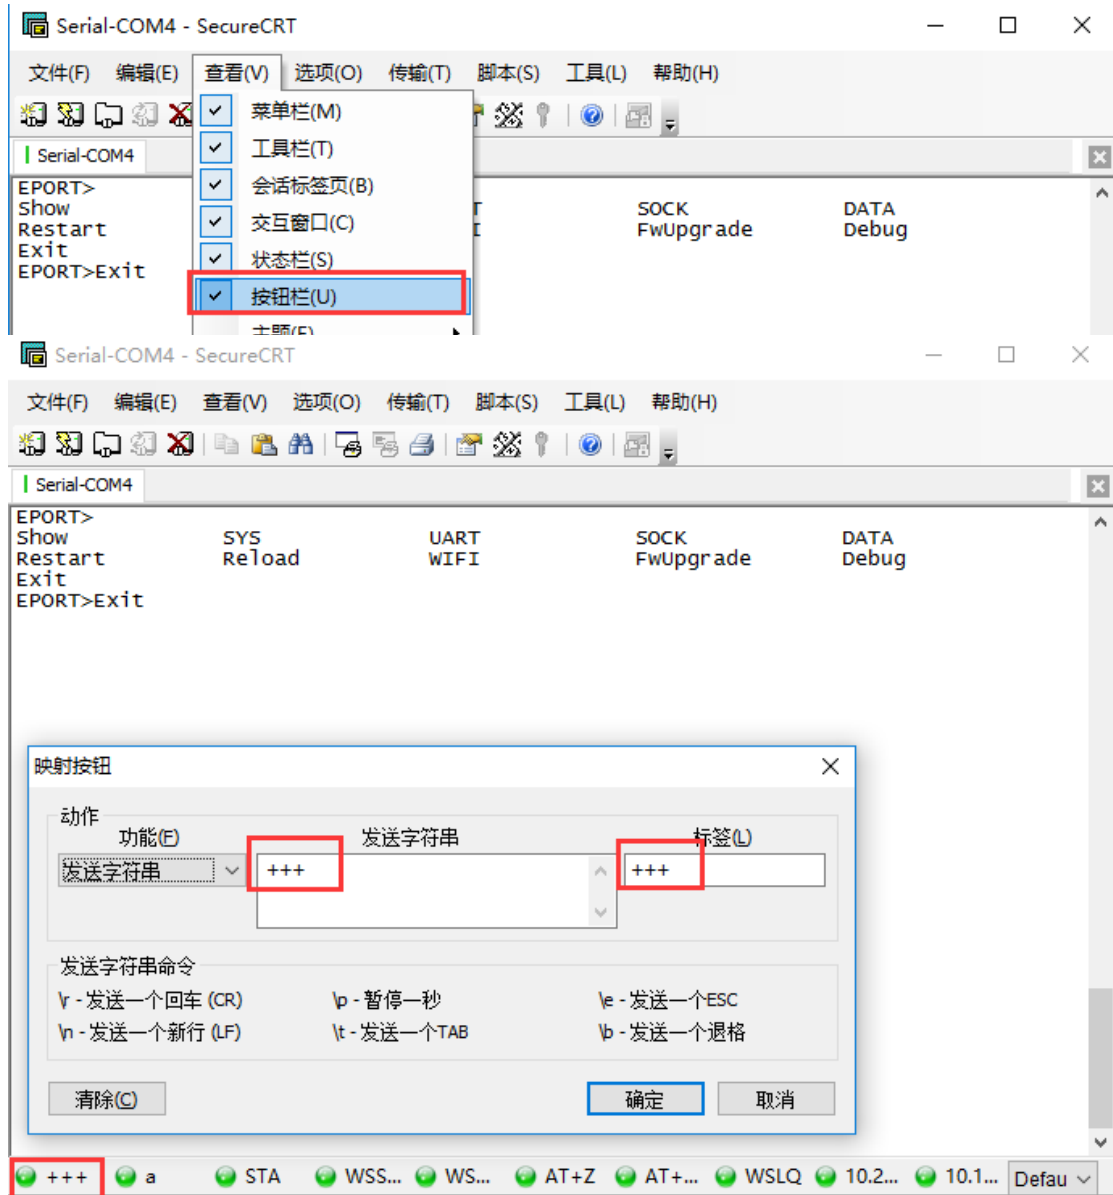 Serial-COM4 - SecureCRT
文件(F) 编辑(E) 查看(V) 选项(O) 传输(T) 脚本(S) 工具(L) 帮助(H)
菜单栏(M)
工具栏(T)
会话标签页(B)
交互窗口(C)
状态栏(S)
按钮栏(U)
Serial-COM4
EPORT>
Show SOCK DATA
Restart FwUpgrade Debug
Exit
EPORT>Exit
Serial-COM4 - SecureCRT
文件(F) 编辑(E) 查看(V) 选项(O) 传输(T) 脚本(S) 工具(L) 帮助(H)
Serial-COM4
EPORT>
Show SYS UART SOCK DATA
Restart Reload WIFI FwUpgrade Debug
Exit
EPORT>Exit
映射按钮
动作
功能(F) 发送字符串 标签(L)
发送字符串 +++ +++
发送字符串命令
\r - 发送一个回车 (CR) \p - 暂停一秒 \e - 发送一个ESC
\n - 发送一个新行 (LF) \t - 发送一个TAB \b - 发送一个退格
清除(C) 确定 取消
+++ a STA WSS... WS... AT+Z AT+... WSLQ 10.2... 10.1... Defau